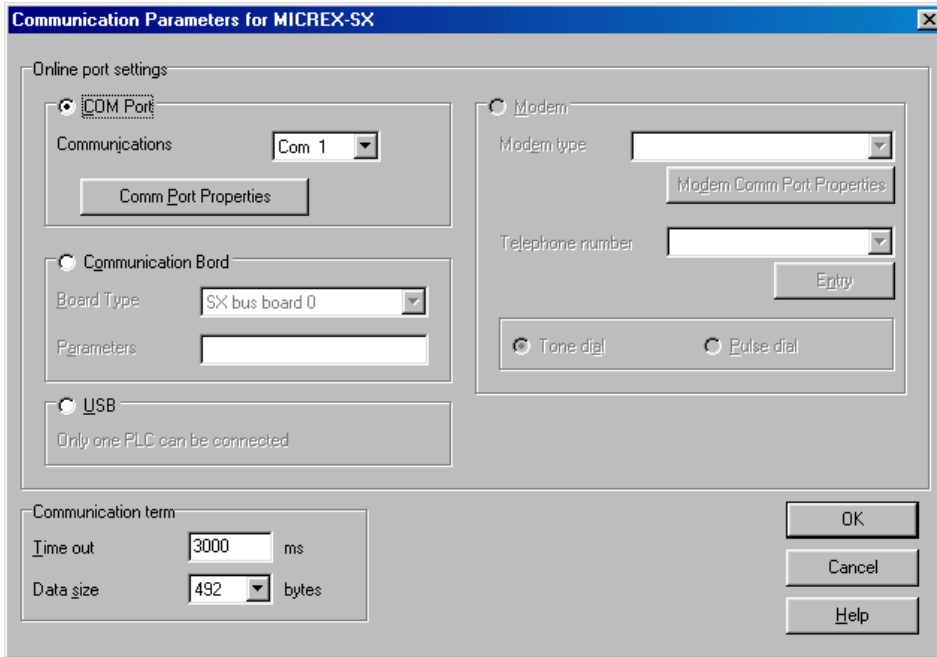 Communication Parameters for MICREX-SX
Online port settings
COM Port
Communications
Com 1
Comm Port Properties
Communication Bord
Board Type
SX bus board 0
Parameters
USB
Only one PLC can be connected
Modem
Modem type
Modem Comm Port Properties
Telephone number
Entry
Tone dial
Pulse dial
Communication term
Time out
3000
ms
Data size
492
bytes
OK
Cancel
Help